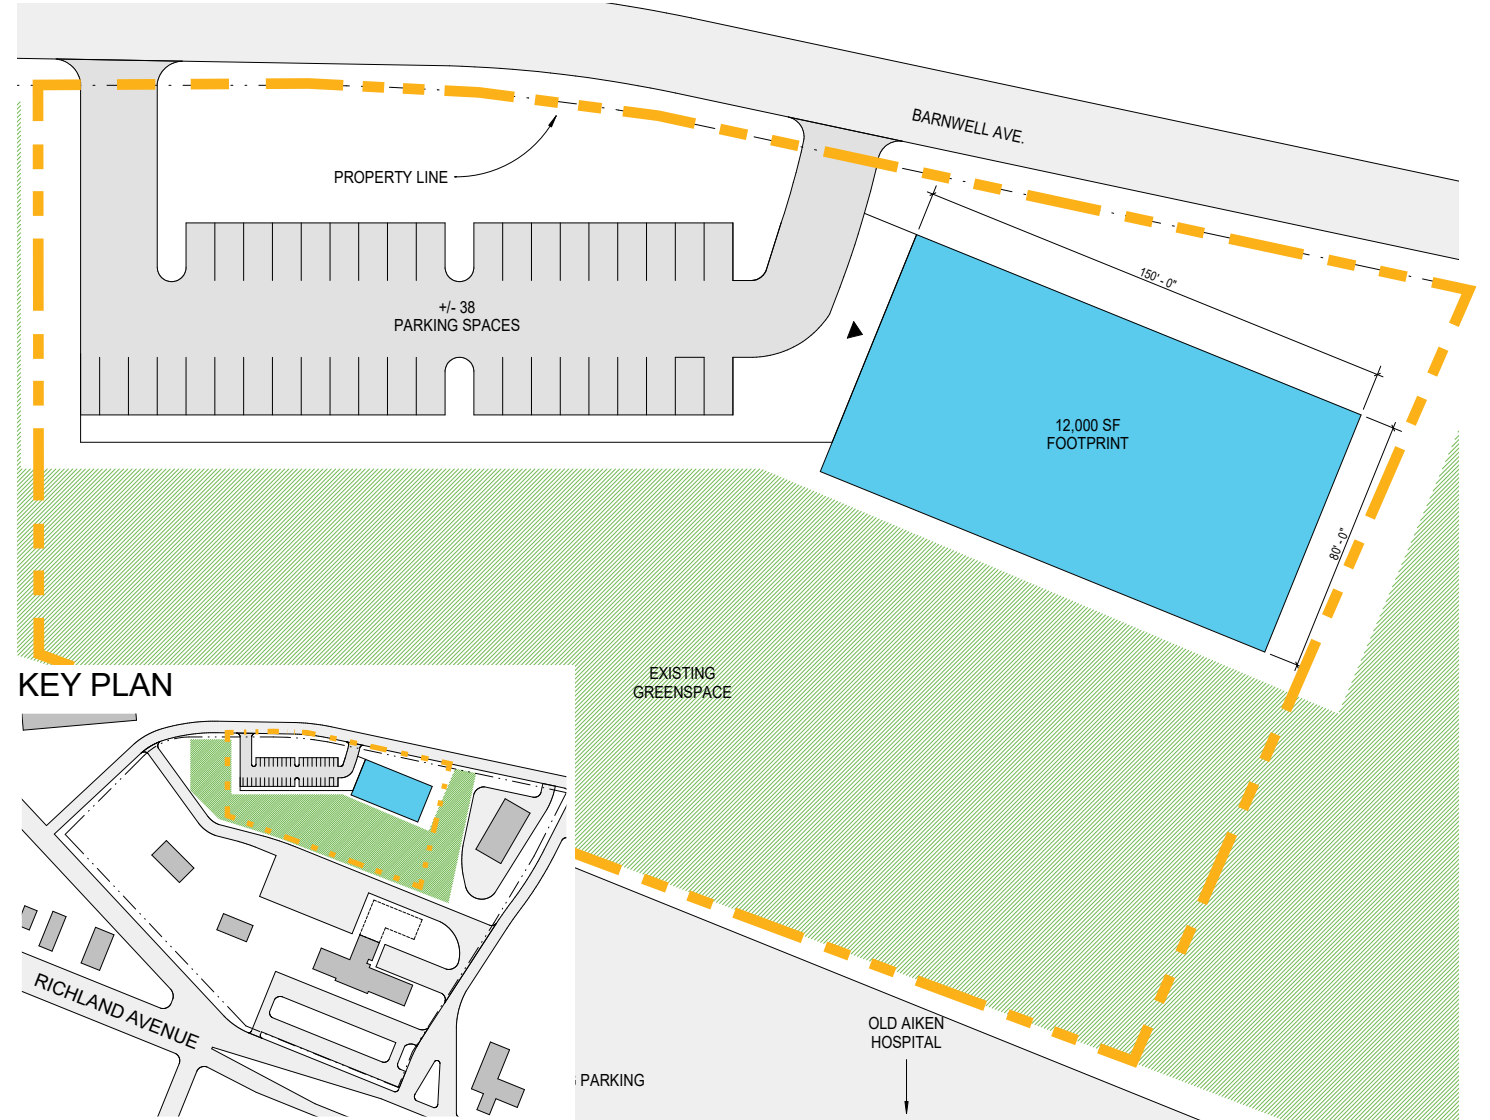 BARNWELL AVE.
PROPERTY LINE
150' - 0"
+/- 38
PARKING SPACES
12,000 SF
FOOTPRINT
80' - 0"
EXISTING
GREENSPACE
KEY PLAN
RICHLAND AVENUE
OLD AIKEN
HOSPITAL
PARKING